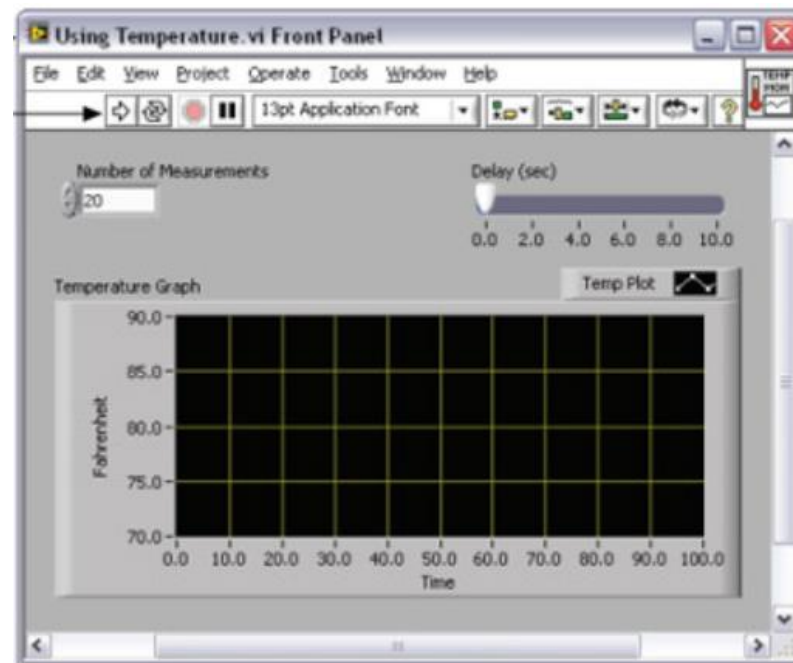 Using Temperature.vi Front Panel
File Edit View Project Operate Tools Window Help
TEMP
MON
13pt Application Font
?
Number of Measurements
20
Delay (sec)
0.0 2.0 4.0 6.0 8.0 10.0
Temperature Graph
Temp Plot
90.0
85.0
80.0
75.0
70.0
Fahrenheit
0.0 10.0 20.0 30.0 40.0 50.0 60.0 70.0 80.0 90.0 100.0
Time